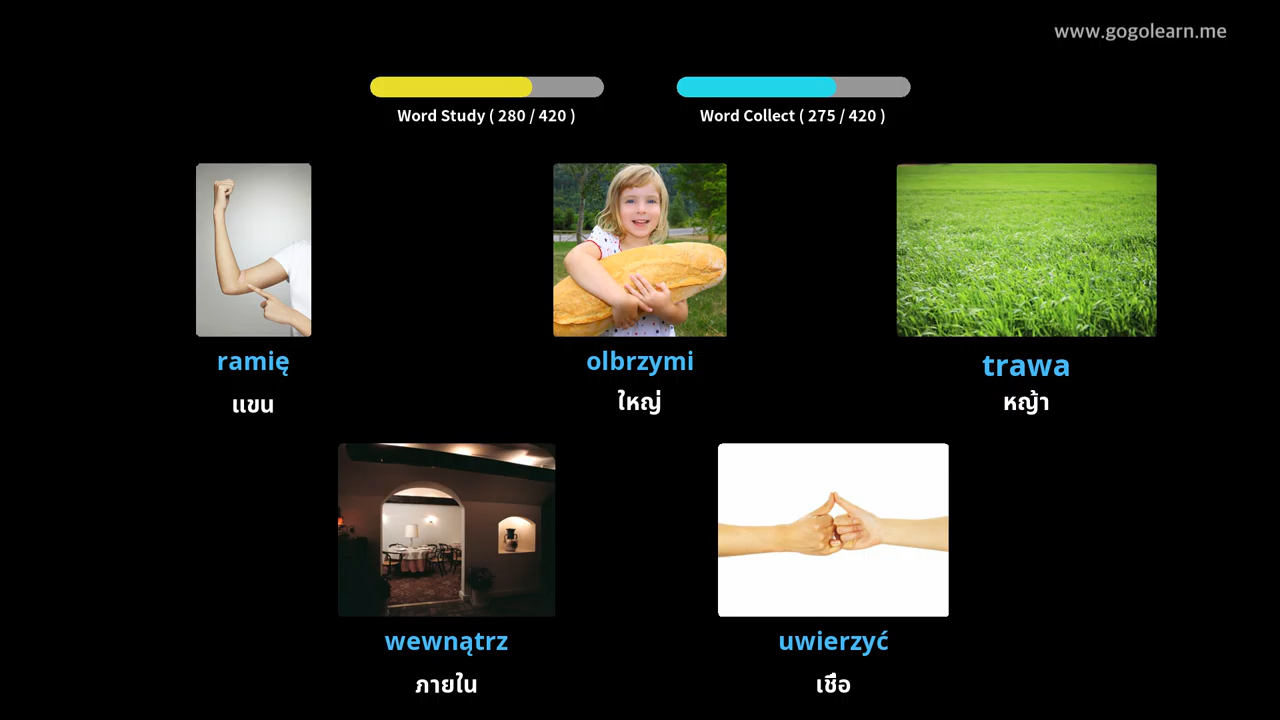 www.gogolearn.me
Word Study ( 280 / 420 )
Word Collect ( 275 / 420 )
ramię
olbrzymi
trawa
แขน
ใหญ่
หญ้า
wewnątrz
uwierzyć
ภายใน
เชื่อ